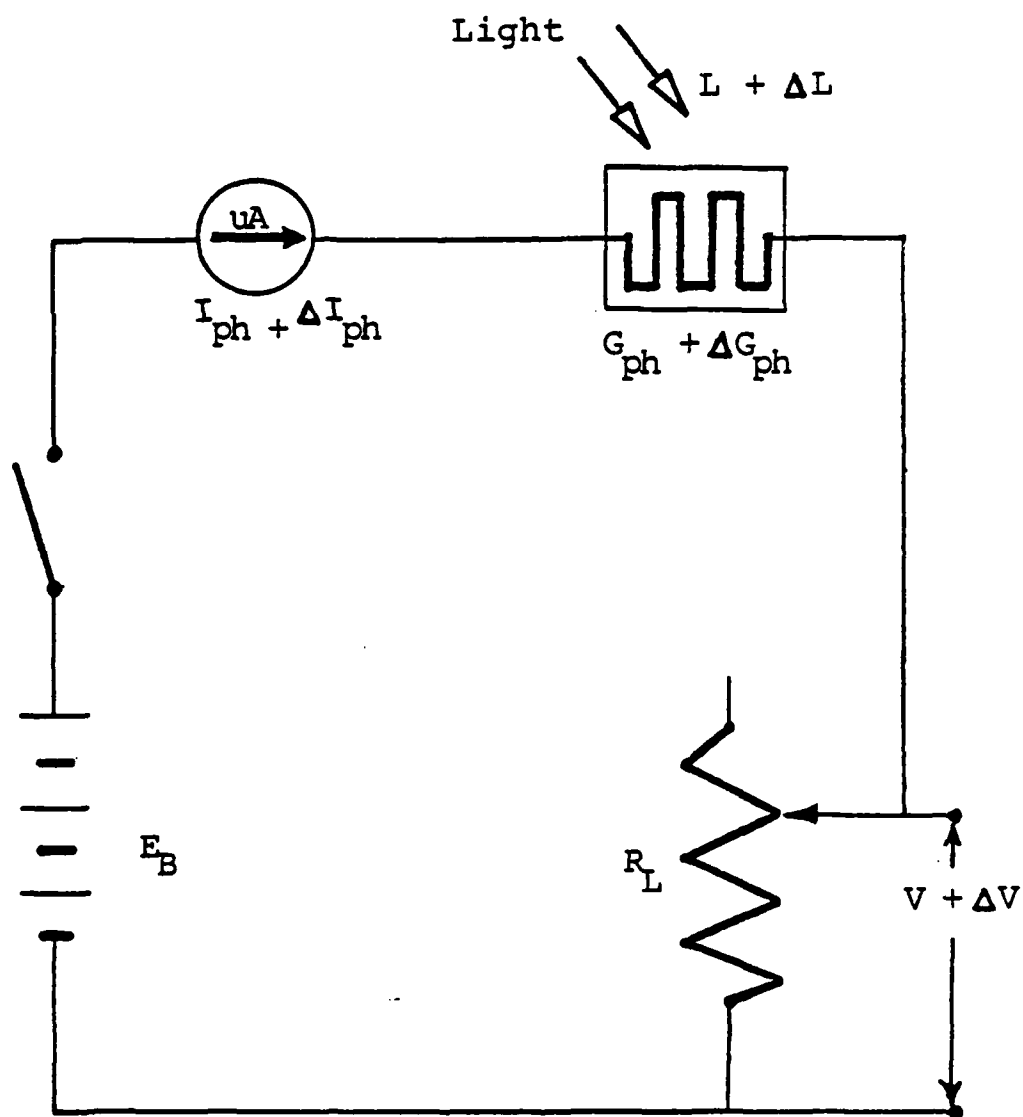 Light
L + ΔL
uA
I_ph + ΔI_ph
G_ph + ΔG_ph
E_B
R_L
V + ΔV